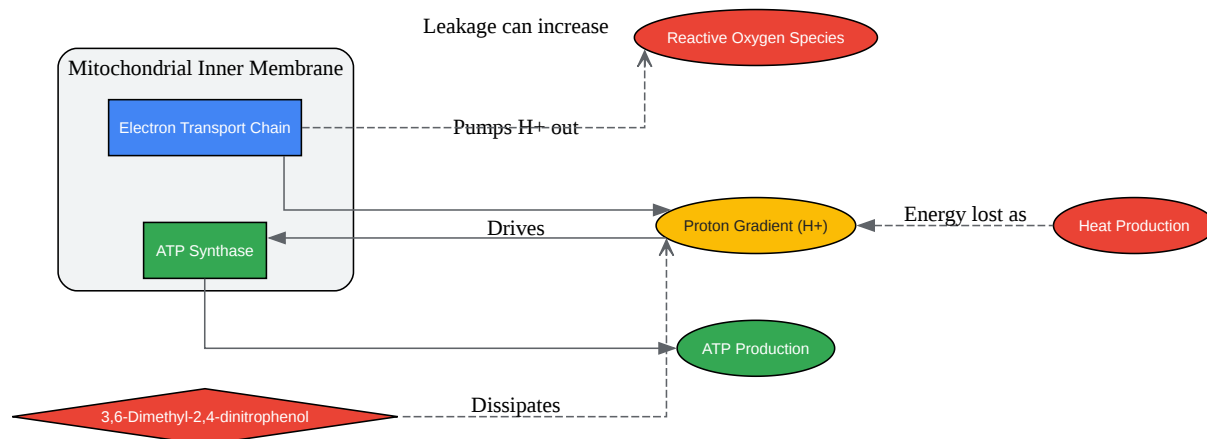 Leakage can increase
Reactive Oxygen Species
Mitochondrial Inner Membrane
Electron Transport Chain
Pumps H+ out
ATP Synthase
Drives
Proton Gradient (H+)
Energy lost as
Heat Production
ATP Production
3,6-Dimethyl-2,4-dinitrophenol
Dissipates